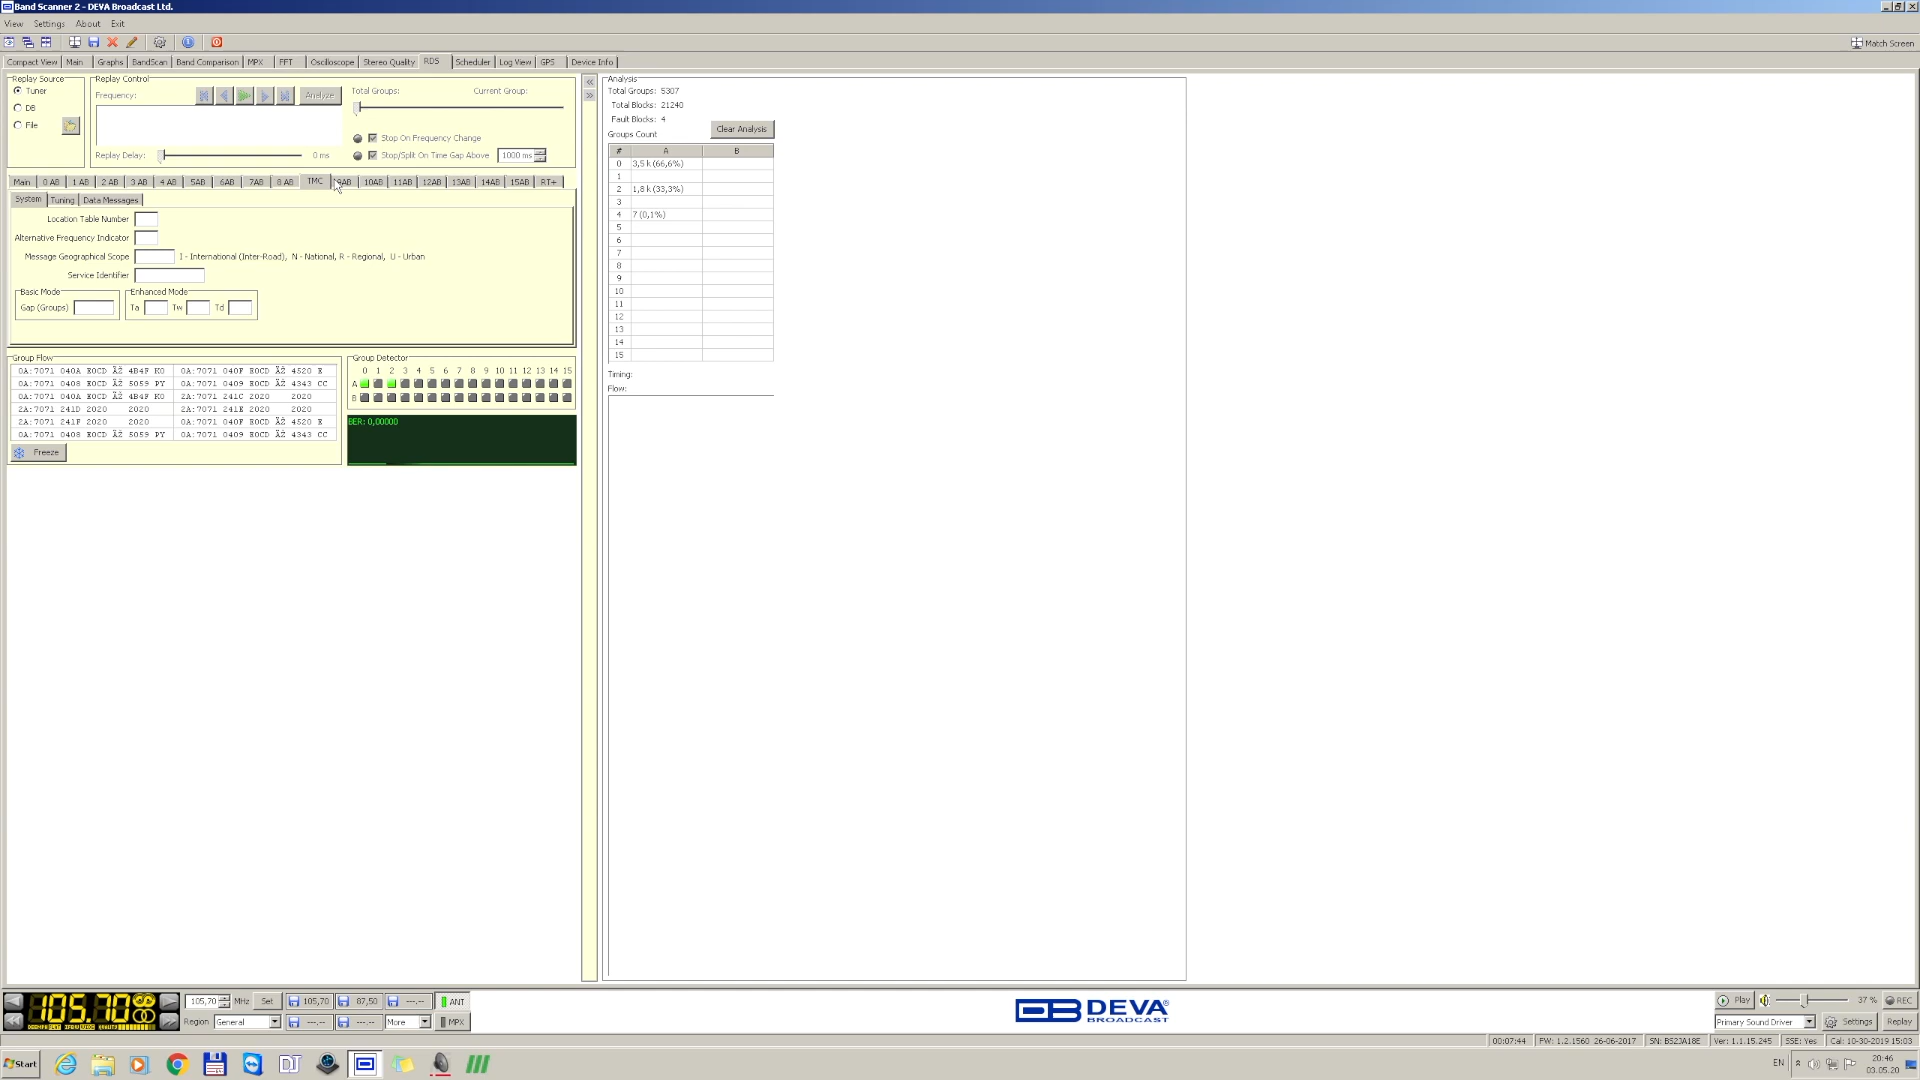 Band Scanner 2 - DEVA Broadcast Ltd.
View Settings About Exit
Match Screen
Compact View Main Graphs BandScan Band Comparison MPX FFT Oscilloscope Stereo Quality RDS Scheduler Log View GPS Device Info
Replay Source
Tuner
DB
File
Replay Control:
Frequency:
Analyze
Total Groups:
Current Group:
Stop On Frequency Change
Stop/Split On Time Gap Above 1000 ms
Replay Delay: 0 ms
Main 0 AB 1 AB 2 AB 3 AB 4 AB 5AB 6AB 7AB 8 AB TMC 9AB 10AB 11AB 12AB 13AB 14AB 15AB RT+
System Tuning Data Messages
Location Table Number
Alternative Frequency Indicator
Message Geographical Scope I - International (Inter-Road), N - National, R - Regional, U - Urban
Service Identifier
Basic Mode
Gap (Groups)
Enhanced Mode
Ta Tw Td
Group Flow
0A:7071 040A E0CD ÄŽ 4B4F KO 0A:7071 040F E0CD ÄŽ 4520 E
0A:7071 0408 E0CD ÄŽ 5059 PY 0A:7071 0409 E0CD ÄŽ 4343 CC
0A:7071 040A E0CD ÄŽ 4B4F KO 2A:7071 241C 2020 2020
2A:7071 241D 2020 2020 2A:7071 241E 2020 2020
2A:7071 241F 2020 2020 0A:7071 040F E0CD ÄŽ 4520 E
0A:7071 0408 E0CD ÄŽ 5059 PY 0A:7071 0409 E0CD ÄŽ 4343 CC
Freeze
Group Detector
0 1 2 3 4 5 6 7 8 9 10 11 12 13 14 15
A
B
BER: 0,00000
Analysis
Total Groups: 5307
Total Blocks: 21240
Fault Blocks: 4
Groups Count
Clear Analysis
# A B
0 3,5 k (66,6%)
1
2 1,8 k (33,3%)
3
4 7 (0,1%)
5
6
7
8
9
10
11
12
13
14
15
Timing:
Flow:
105.70
105,70 MHz Set 105,70 87,50 ---.-- ANT
Region General ---.-- ---.-- More MPX
DEVA
BROADCAST
Play 37 % REC
Primary Sound Driver Settings Replay
00:07:44 FW: 1.2.1560 26-06-2017 SN: BS2JA18E Ver: 1.1.15.245 SSE: Yes Cal: 10-30-2019 15:03
Start
DT
EN
20:46
03.05.20